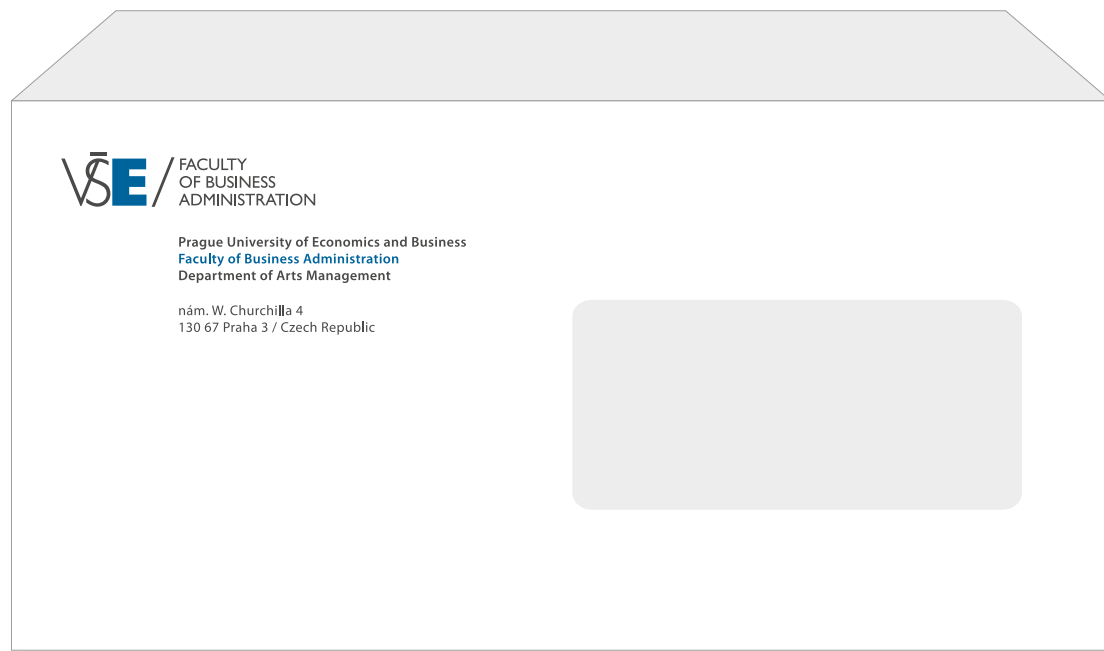 VŠE/
FACULTY
OF BUSINESS
ADMINISTRATION
Prague University of Economics and Business
Faculty of Business Administration
Department of Arts Management
nám. W. Churchilla 4
130 67 Praha 3 / Czech Republic